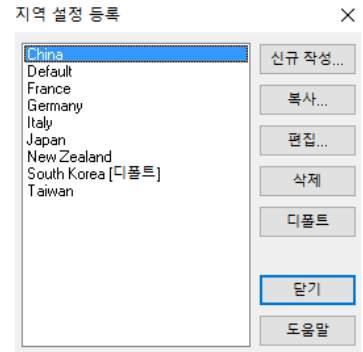 지역 설정 등록
China
Default
France
Germany
Italy
Japan
New Zealand
South Korea [디폴트]
Taiwan
신규 작성...
복사...
편집...
삭제
디폴트
닫기
도움말